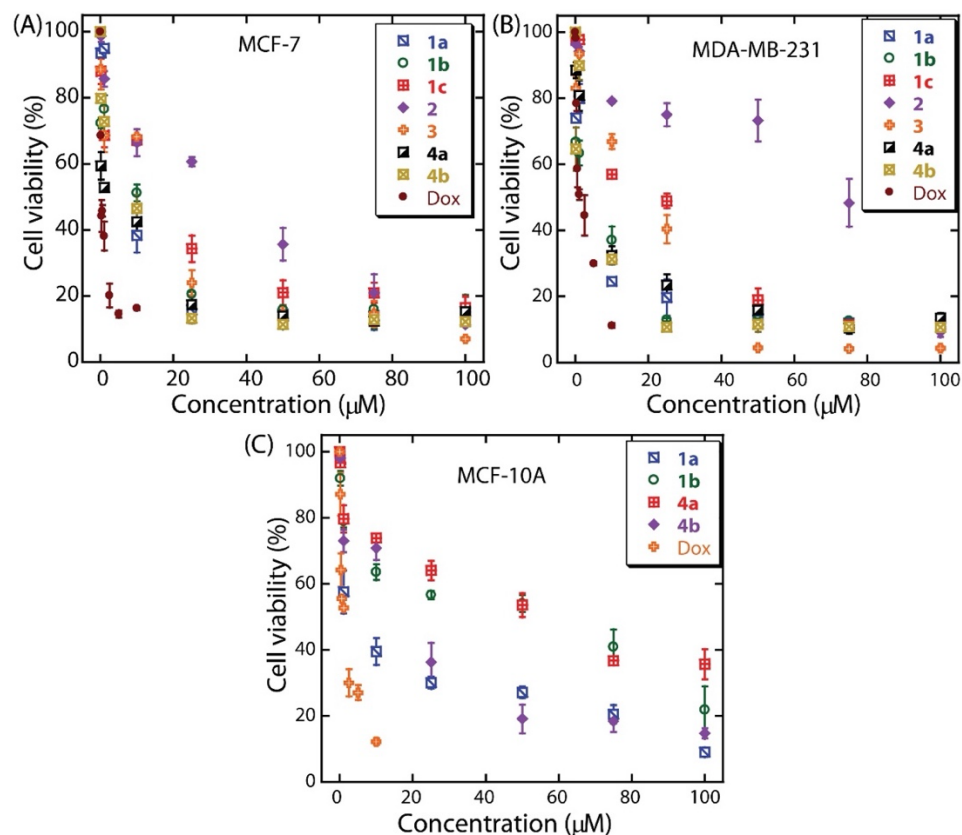 (A)
MCF-7
1a
1b
1c
2
3
4a
4b
Dox
100
80
60
40
20
0
Cell viability (%)
0 20 40 60 80 100
Concentration (μM)
(B)
MDA-MB-231
1a
1b
1c
2
3
4a
4b
Dox
100
80
60
40
20
0
Cell viability (%)
0 20 40 60 80 100
Concentration (μM)
(C)
MCF-10A
1a
1b
4a
4b
Dox
100
80
60
40
20
0
Cell viability (%)
0 20 40 60 80 100
Concentration (μM)